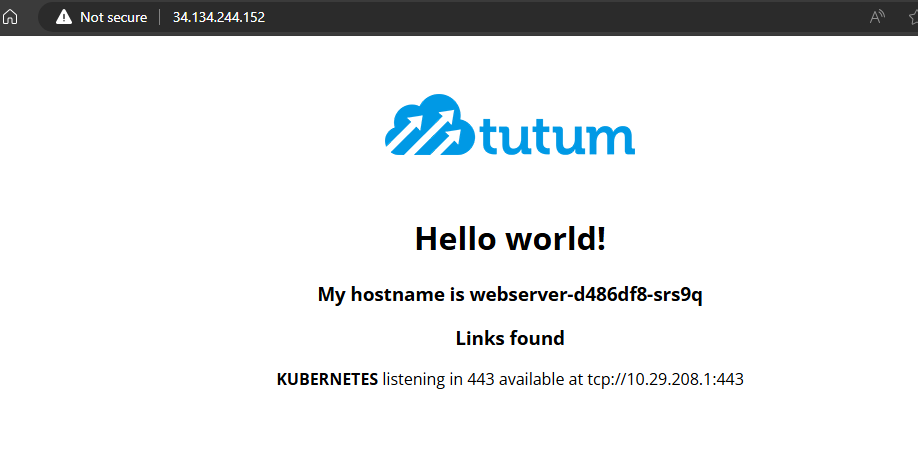 Not secure 34.134.244.152
tutum
Hello world!
My hostname is webserver-d486df8-srs9q
Links found
KUBERNETES listening in 443 available at tcp://10.29.208.1:443